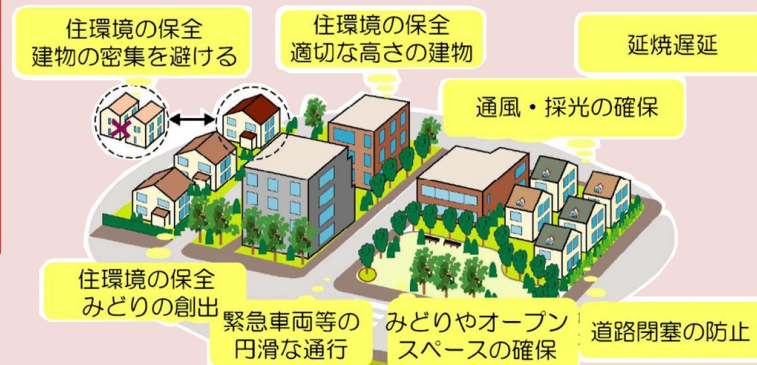 住環境の保全
建物の密集を避ける
住環境の保全
適切な高さの建物
延焼遅延
通風・採光の確保
住環境の保全
みどりの創出
緊急車両等の
円滑な通行
みどりやオープン
スペースの確保
道路閉塞の防止